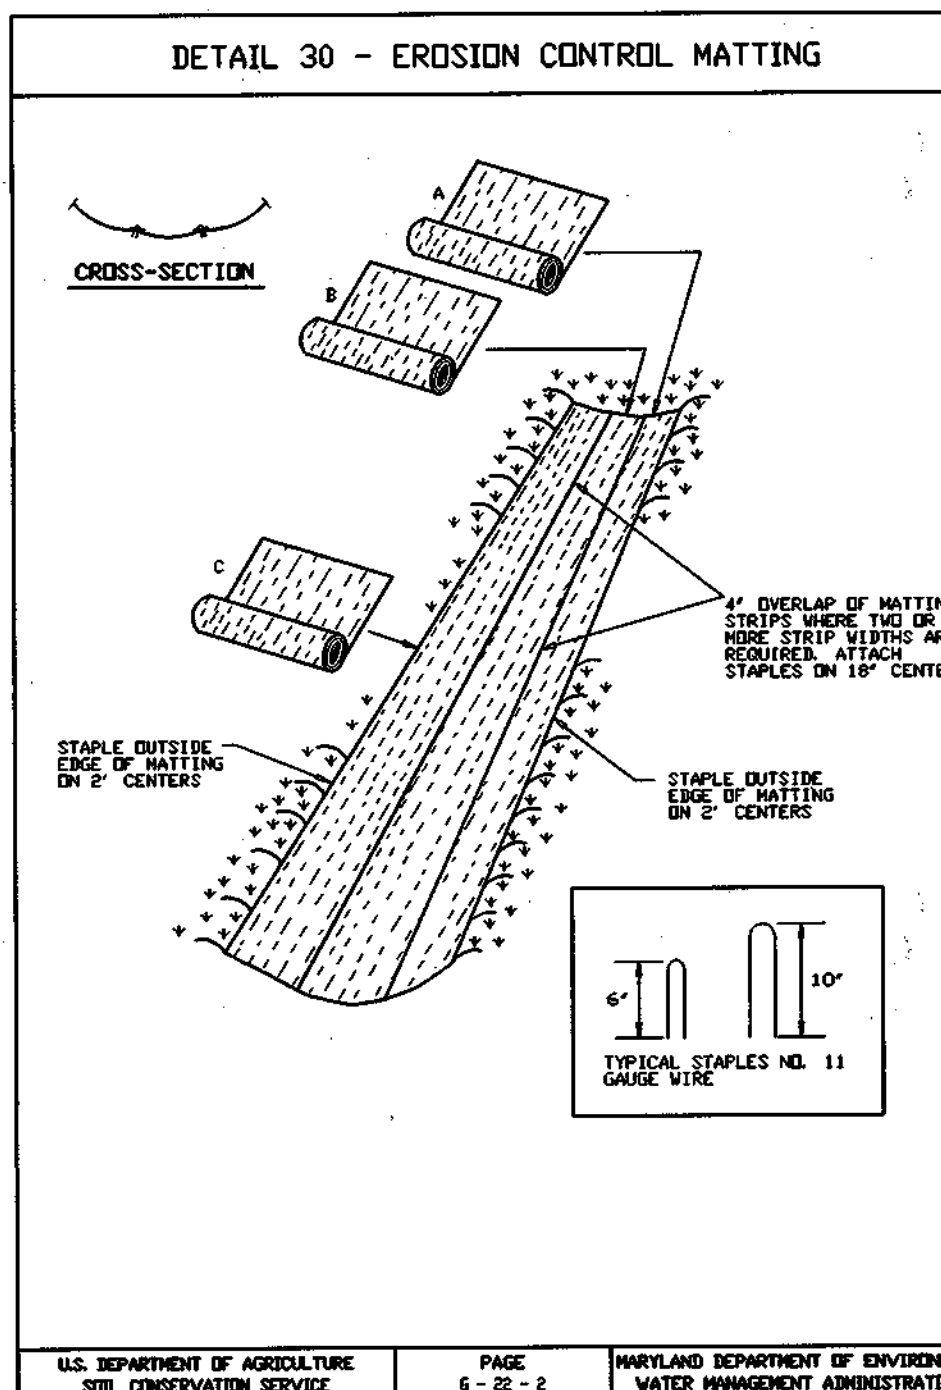 DETAIL 30 - EROSION CONTROL MATTING
A
CROSS-SECTION
B
C
4" OVERLAP OF MATTIN
STRIPS WHERE TWO OR
MORE STRIP WIDTHS AR
REQUIRED. ATTACH
STAPLES ON 18" CENTE
STAPLE OUTSIDE
EDGE OF MATTING
ON 2' CENTERS
STAPLE OUTSIDE
EDGE OF MATTING
ON 2' CENTERS
6"
10"
TYPICAL STAPLES NO. 11
GAUGE WIRE
U.S. DEPARTMENT OF AGRICULTURE
SOIL CONSERVATION SERVICE
PAGE
G - 22 - 2
MARYLAND DEPARTMENT OF ENVIRON
WATER MANAGEMENT ADMINISTRATI